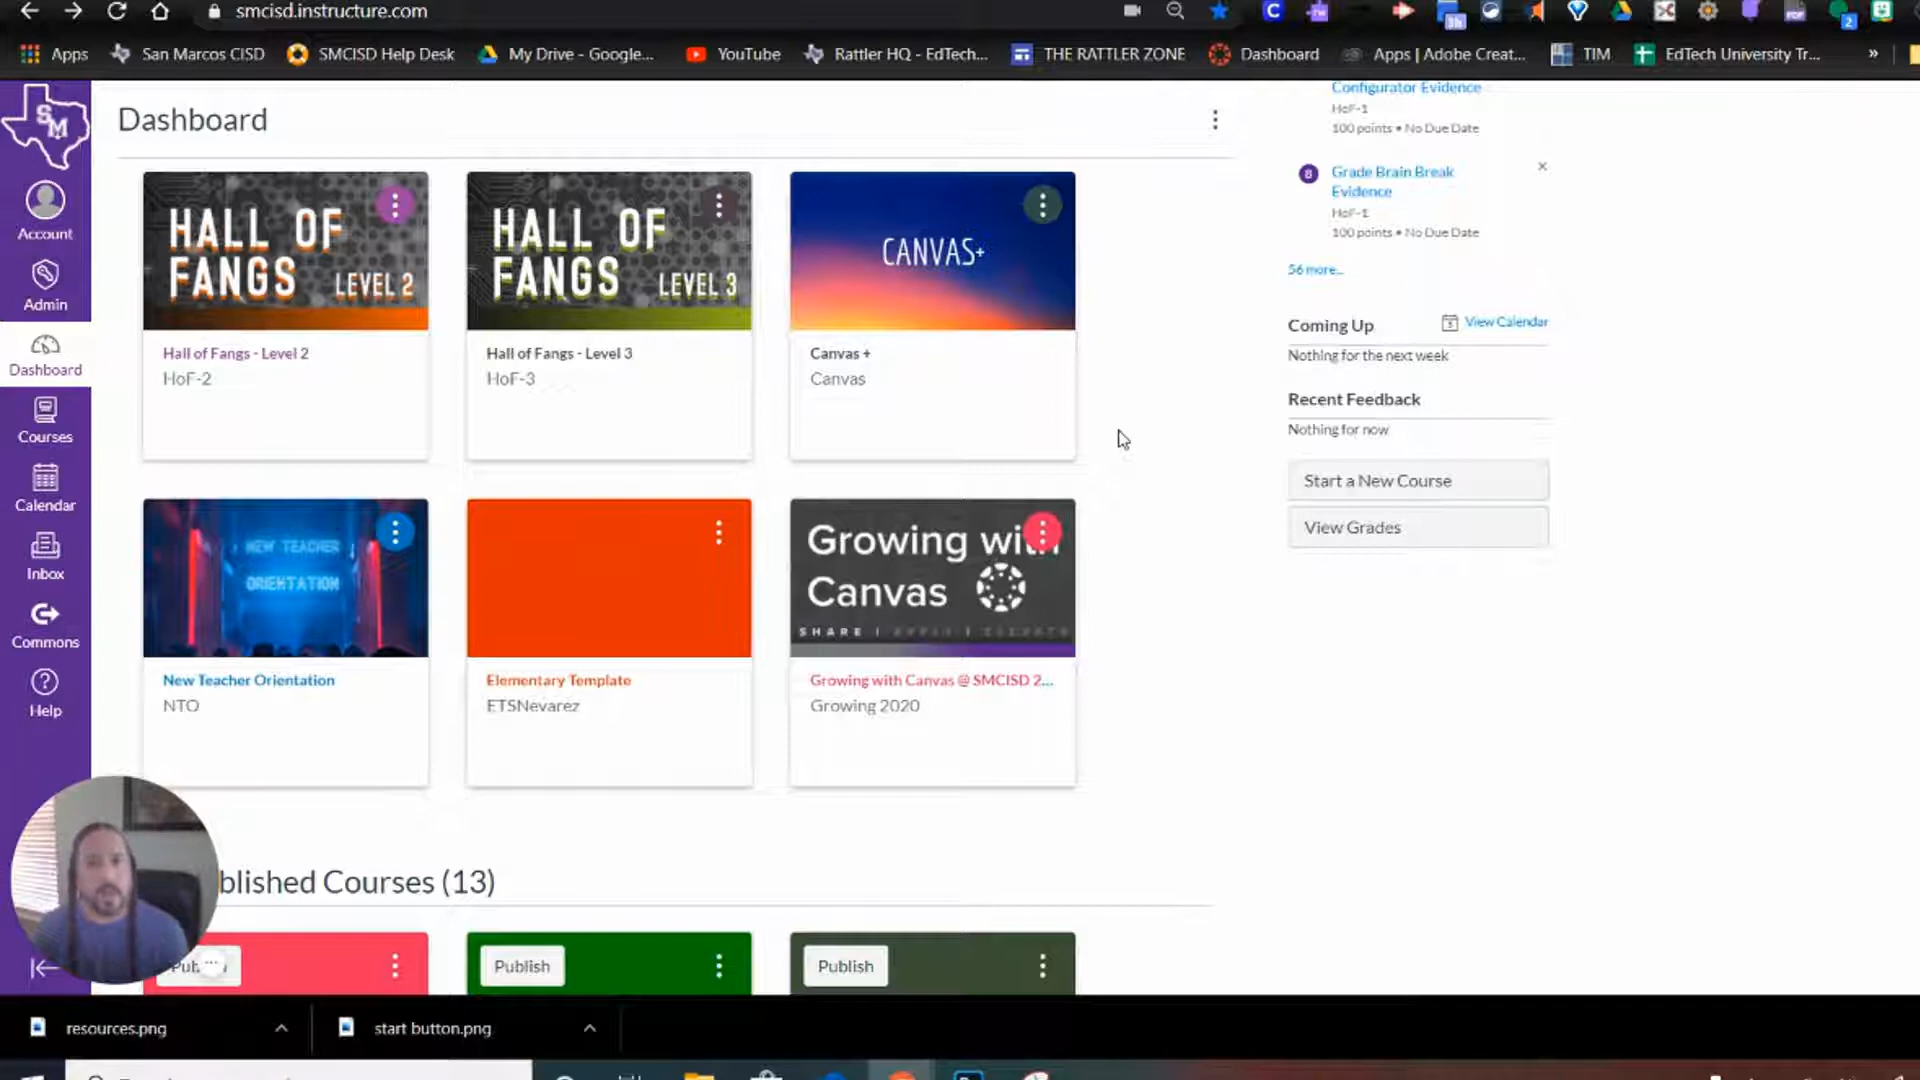 smcisd.instructure.com
Apps San Marcos CISD SMCISD Help Desk My Drive - Google... YouTube Rattler HQ - EdTech... THE RATTLER ZONE Dashboard Apps | Adobe Creat... TIM EdTech University Tr... »
3h
2
SM
Account
Admin
Dashboard
Courses
Calendar
Inbox
Commons
Help
Dashboard
HALL OF
FANGS LEVEL 2
Hall of Fangs - Level 2
HoF-2
HALL OF
FANGS LEVEL 3
Hall of Fangs - Level 3
HoF-3
CANVAS+
Canvas +
Canvas
NEW TEACHER
ORIENTATION
New Teacher Orientation
NTO
Elementary Template
ETSNevarez
Growing with
Canvas
SHARE |
Growing with Canvas @ SMCISD 2...
Growing 2020
blished Courses (13)
Publish
Publish
Configurator Evidence
HoF-1
100 points • No Due Date
8 Grade Brain Break
Evidence
HoF-1
100 points • No Due Date
56 more...
Coming Up View Calendar
Nothing for the next week
Recent Feedback
Nothing for now
Start a New Course
View Grades
resources.png
start button.png